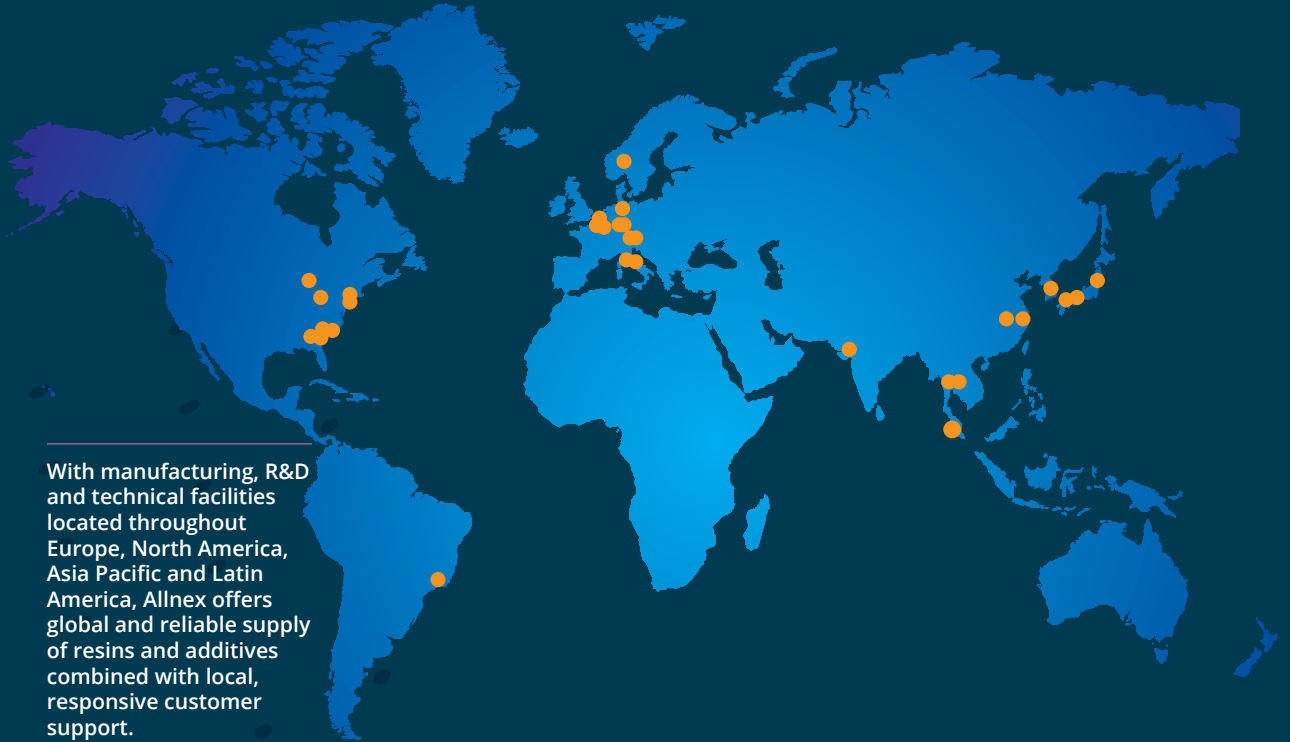 With manufacturing, R&D
and technical facilities
located throughout
Europe, North America,
Asia Pacific and Latin
America, Allnex offers
global and reliable supply
of resins and additives
combined with local,
responsive customer
support.